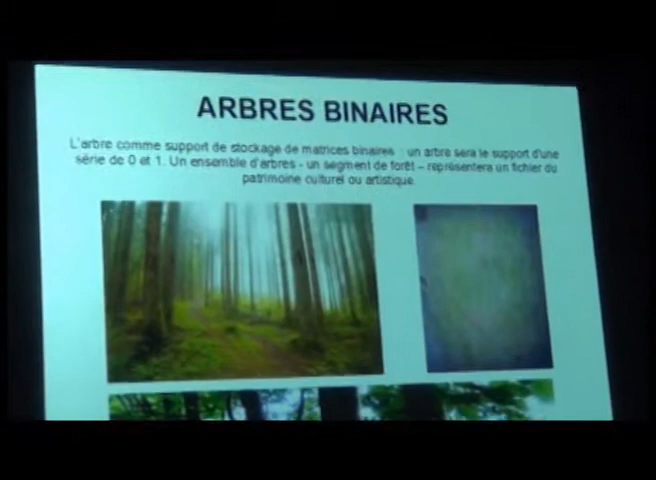 ARBRES BINAIRES
L'arbre comme support de stockage de matrices binaires : un arbre sera le support d'une
série de 0 et 1. Un ensemble d'arbres - un segment de forêt – représentera un fichier du
patrimoine culturel ou artistique.